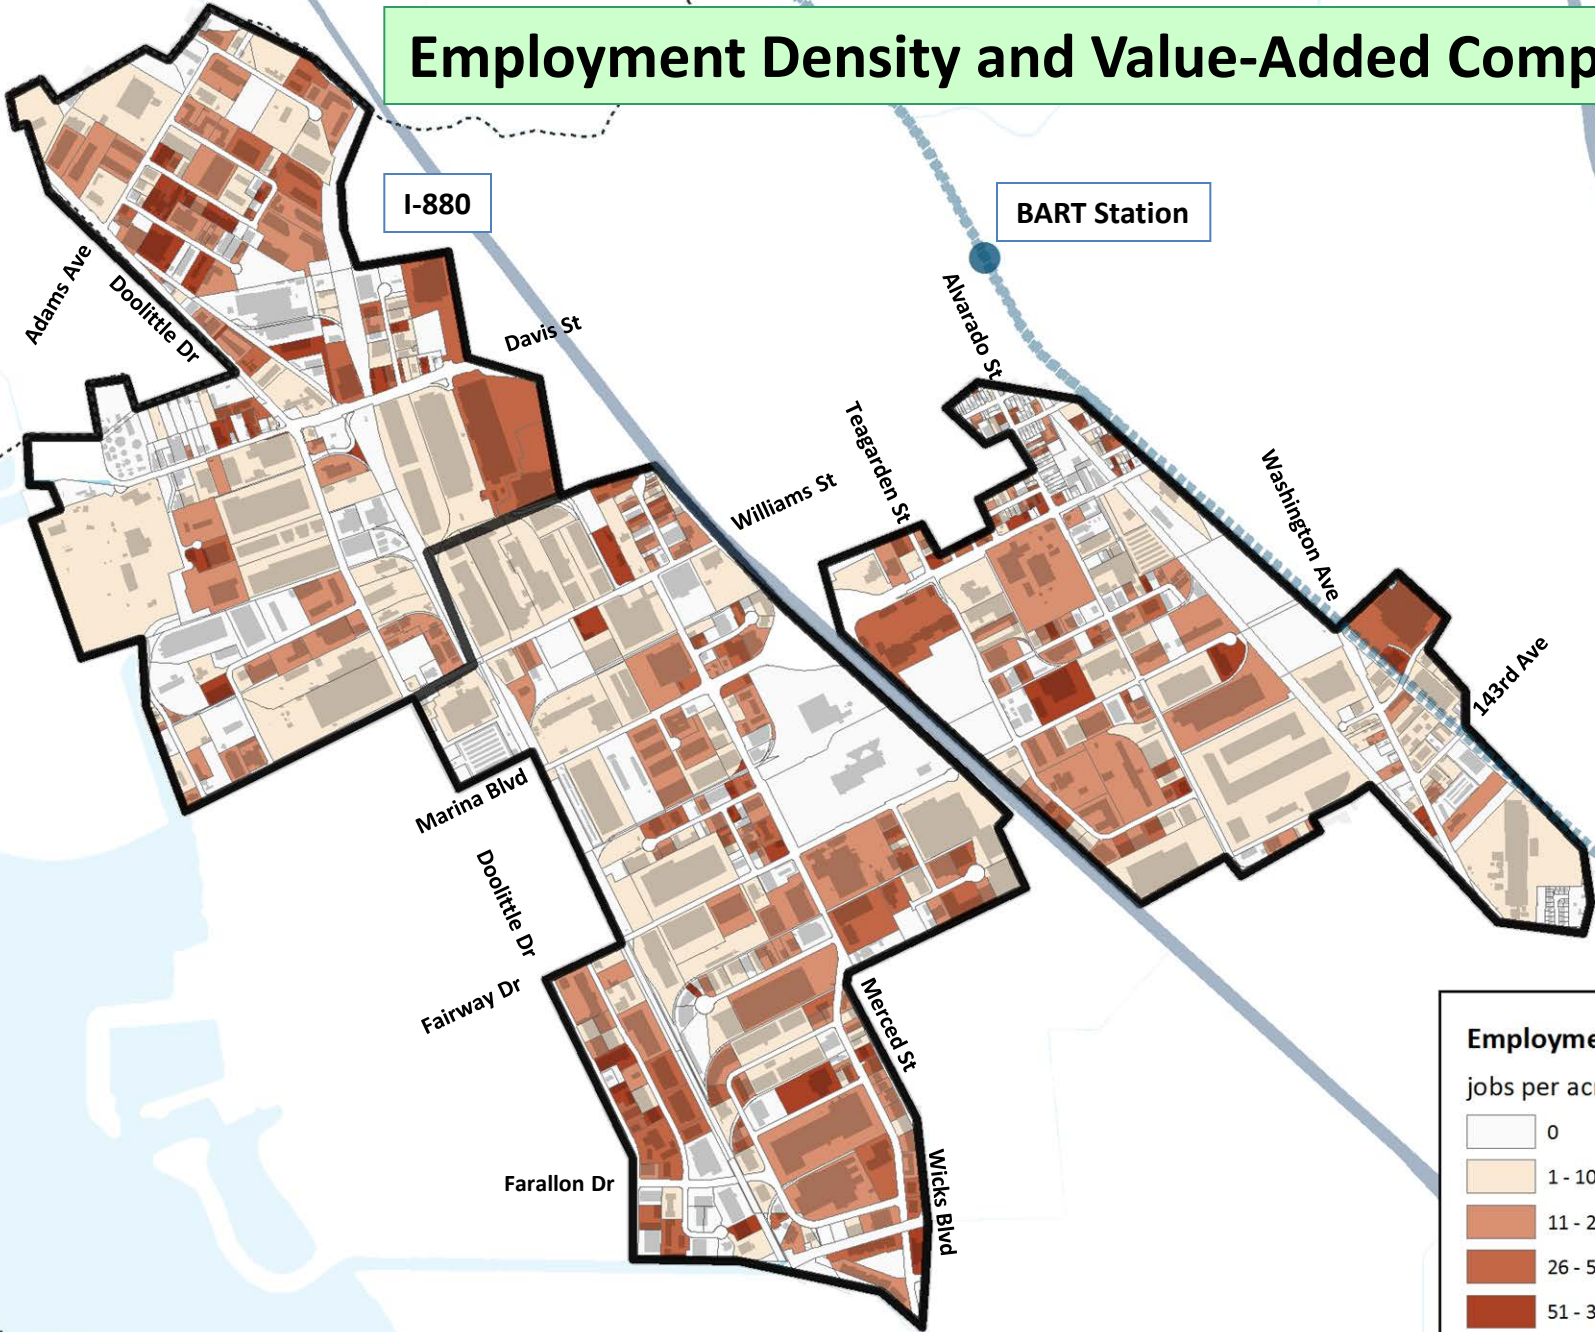 Employment Density and Value-Added Comp
I-880
BART Station
Adams Ave
Doolittle Dr
Davis St
Alvarado St
Teagarden St
Williams St
Washington Ave
143rd Ave
Marina Blvd
Doolittle Dr
Fairway Dr
Merced St
Farallon Dr
Wicks Blvd
Employme
jobs per ac
0
1 - 10
11 - 2
26 - 5
51 - 3